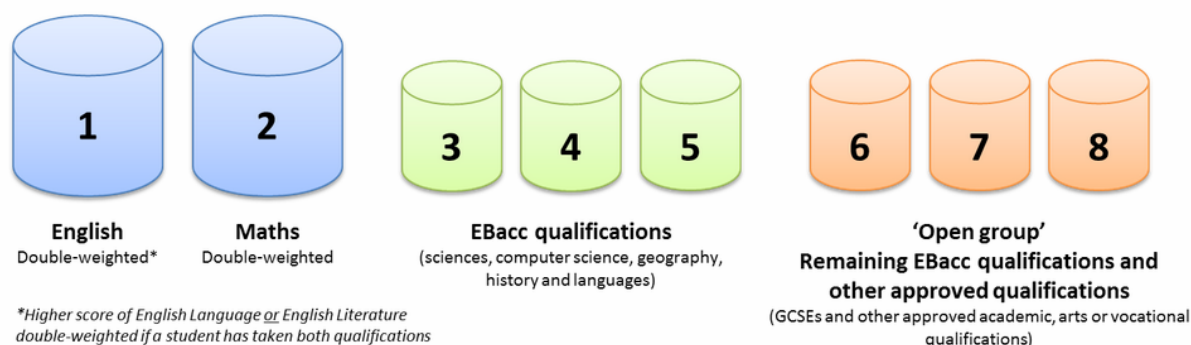 1
2
3
4
5
6
7
8
English
Double-weighted*
Maths
Double-weighted
EBacc qualifications
(sciences, computer science, geography,
history and languages)
‘Open group’
Remaining EBacc qualifications and
other approved qualifications
(GCSEs and other approved academic, arts or vocational
qualifications)
*Higher score of English Language or English Literature
double-weighted if a student has taken both qualifications